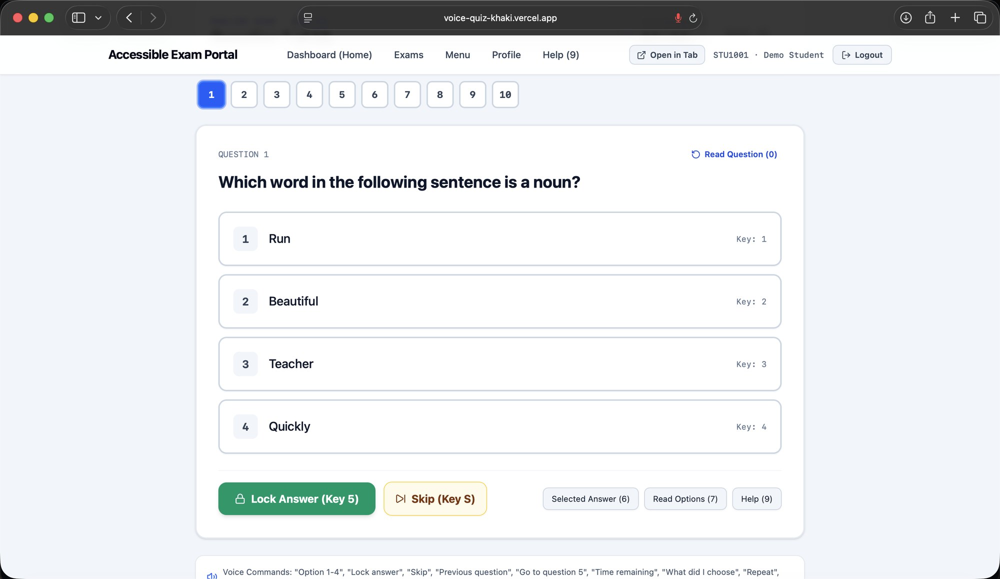 voice-quiz-khaki.vercel.app
Accessible Exam Portal Dashboard (Home) Exams Menu Profile Help (9) Open in Tab STU1001 · Demo Student Logout
1 2 3 4 5 6 7 8 9 10
QUESTION 1 Read Question (0)
Which word in the following sentence is a noun?
1 Run Key: 1
2 Beautiful Key: 2
3 Teacher Key: 3
4 Quickly Key: 4
Lock Answer (Key 5) Skip (Key S) Selected Answer (6) Read Options (7) Help (9)
Voice Commands: "Option 1-4", "Lock answer", "Skip", "Previous question", "Go to question 5", "Time remaining", "What did I choose", "Repeat",